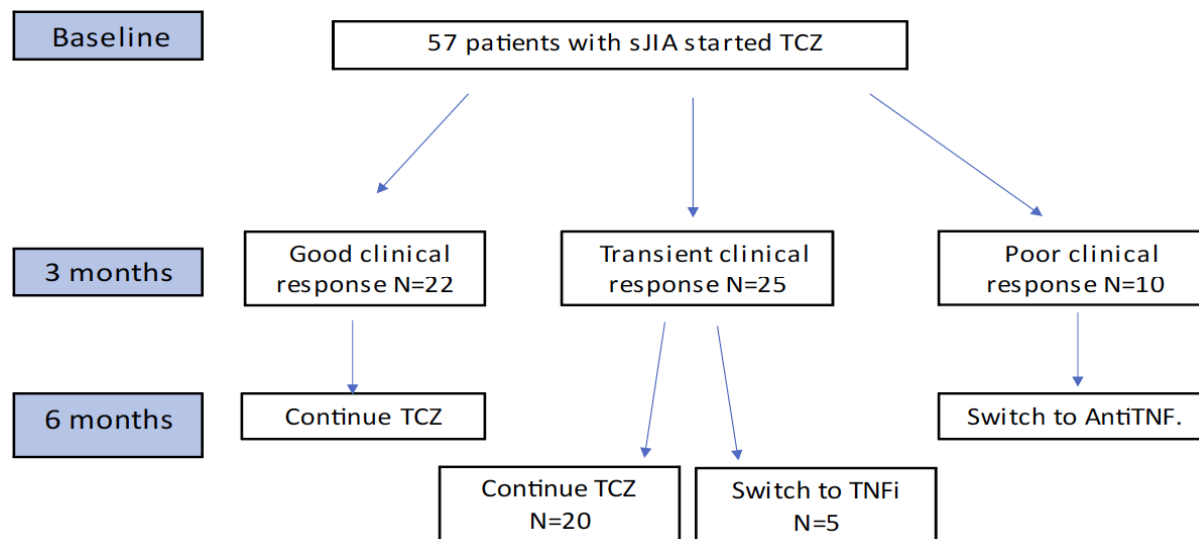 Baseline
57 patients with sJIA started TCZ
3 months
Good clinical
response N=22
Transient clinical
response N=25
Poor clinical
response N=10
6 months
Continue TCZ
Switch to AntiTNF.
Continue TCZ
N=20
Switch to TNFi
N=5